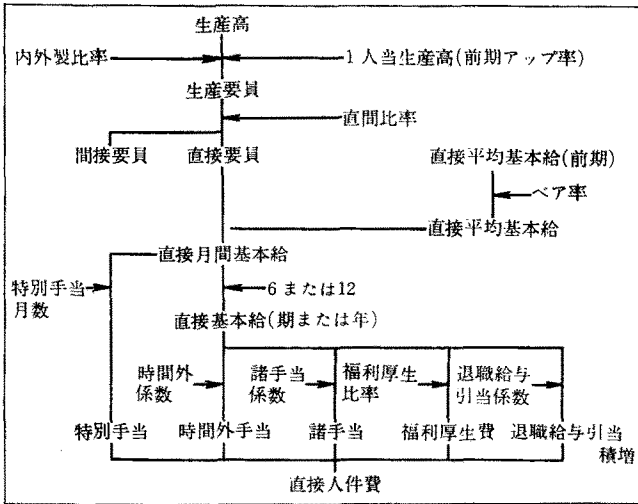 生産高
内外製比率
1人当生産高(前期アップ率)
生産要員
直間比率
間接要員
直接要員
直接平均基本給(前期)
ベア率
直接平均基本給
直接月間基本給
特別手当
月数
6または12
直接基本給(期または年)
時間外
係数
諸手当
係数
福利厚生
比率
退職給与
引当係数
特別手当
時間外手当
諸手当
福利厚生費
退職給与引当
積増
直接人件費